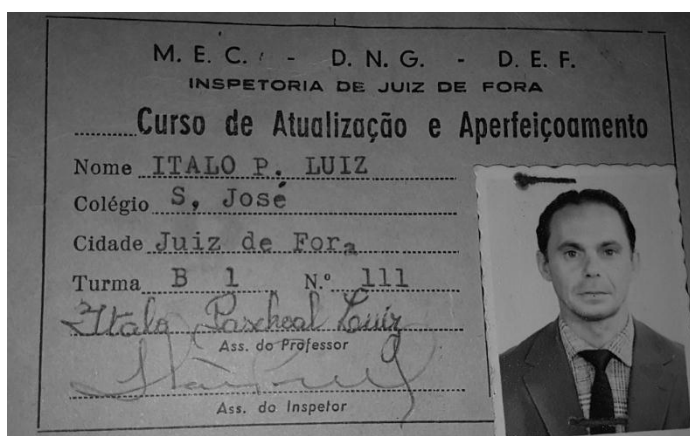 M. E. C. - D. N. G. - D. E. F.
INSPETORIA DE JUIZ DE FORA
Curso de Atualização e Aperfeiçoamento
Nome ITALO P. LUIZ
Colégio S, José
Cidade Juiz de Fora
Turma B 1 N.º 111
Italo Pascheal Luiz
Ass. do Professor
Ass. do Inspetor